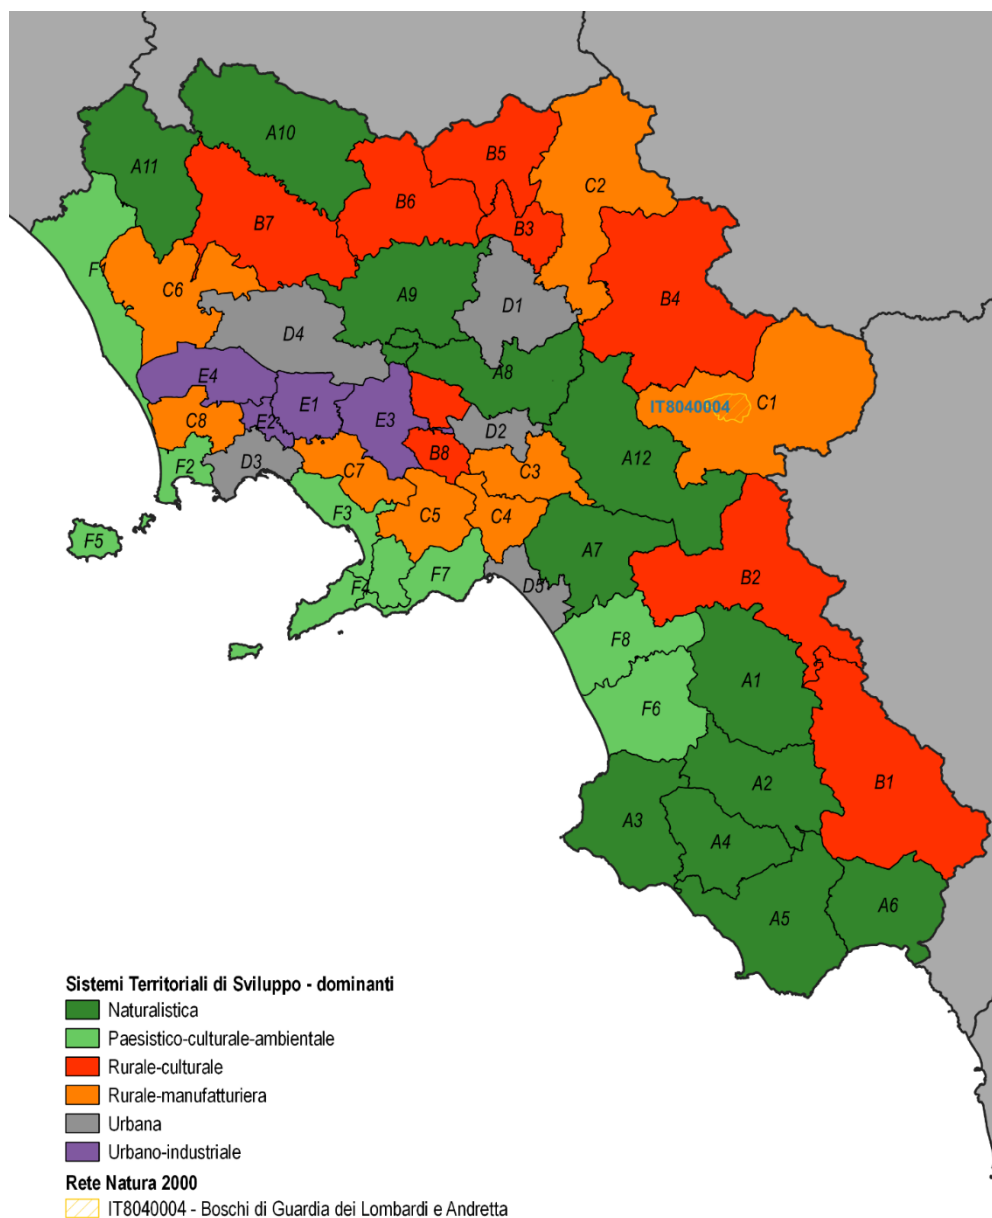 A10
A11
B5
C2
B7
B6
B3
F1
C6
A9
D1
B4
D4
E4
A8
C1
IT8040004
E1
E3
C8
E2
D2
A12
F2
D3
C7
B8
C3
F3
C5
C4
F5
A7
F4
F7
D5
B2
F8
A1
F6
A2
B1
A3
A4
A5
A6
Sistemi Territoriali di Sviluppo - dominanti
Naturalistica
Paesistico-culturale-ambientale
Rurale-culturale
Rurale-manufatturiera
Urbana
Urbano-industriale
Rete Natura 2000
IT8040004 - Boschi di Guardia dei Lombardi e Andretta